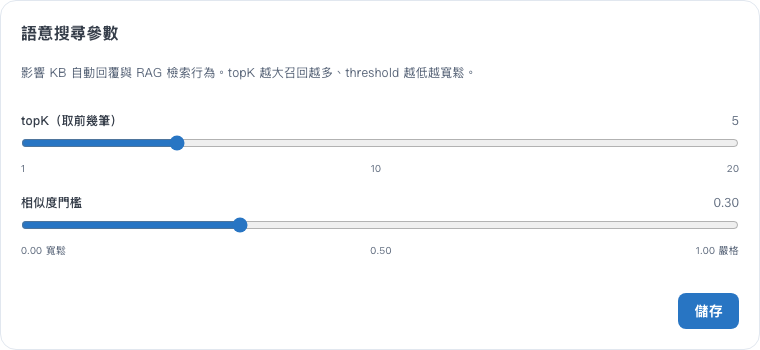 語意搜尋參數
影響 KB 自動回覆與 RAG 檢索行為。topK 越大召回越多、threshold 越低越寬鬆。
topK（取前幾筆） 5
1 10 20
相似度門檻 0.30
0.00 寬鬆 0.50 1.00 嚴格
儲存